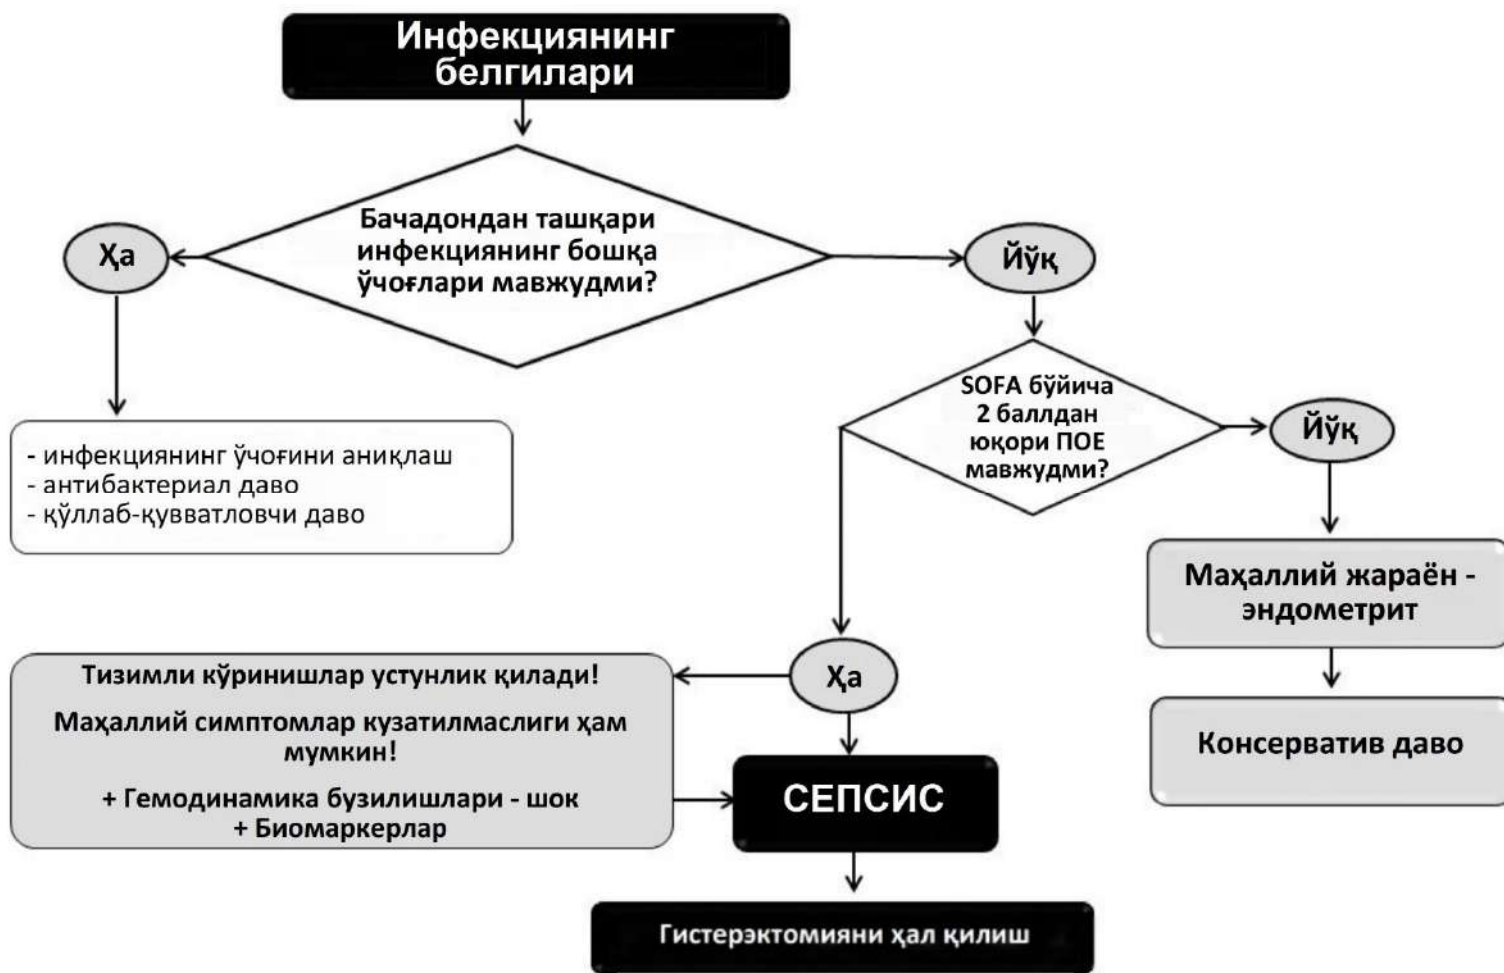 Инфекциянинг
белгилари
Бачадондан ташқари
инфекциянинг бошқа
ўчоғлари мавжудми?
Ҳа
Йўқ
- инфекциянинг ўчоғини аниқлаш
- антибактериал даво
- қўллаб-қувватловчи даво
SOFA бўйича
2 баллдан
юқори ПОЕ
мавжудми?
Йўқ
Маҳаллий жараён -
эндометрит
Консерватив даво
Ҳа
Тизимли кўринишлар устунлик қилади!
Маҳаллий симптомлар кузатилмаслиги ҳам
мумкин!
+ Гемодинамика бузилишлари - шок
+ Биомаркерлар
СЕПСИС
Гистерэктомияни ҳал қилиш